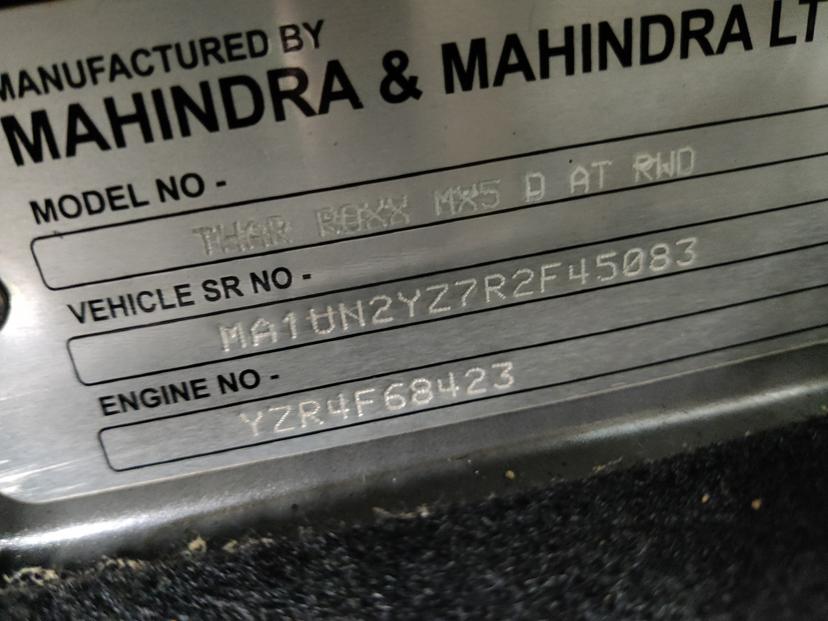 MANUFACTURED BY
MAHINDRA & MAHINDRA LT
MODEL NO -
THAR ROXX MX5 D AT RWD
VEHICLE SR NO -
MA1UN2YZ7R2F45083
ENGINE NO -
YZR4F68423